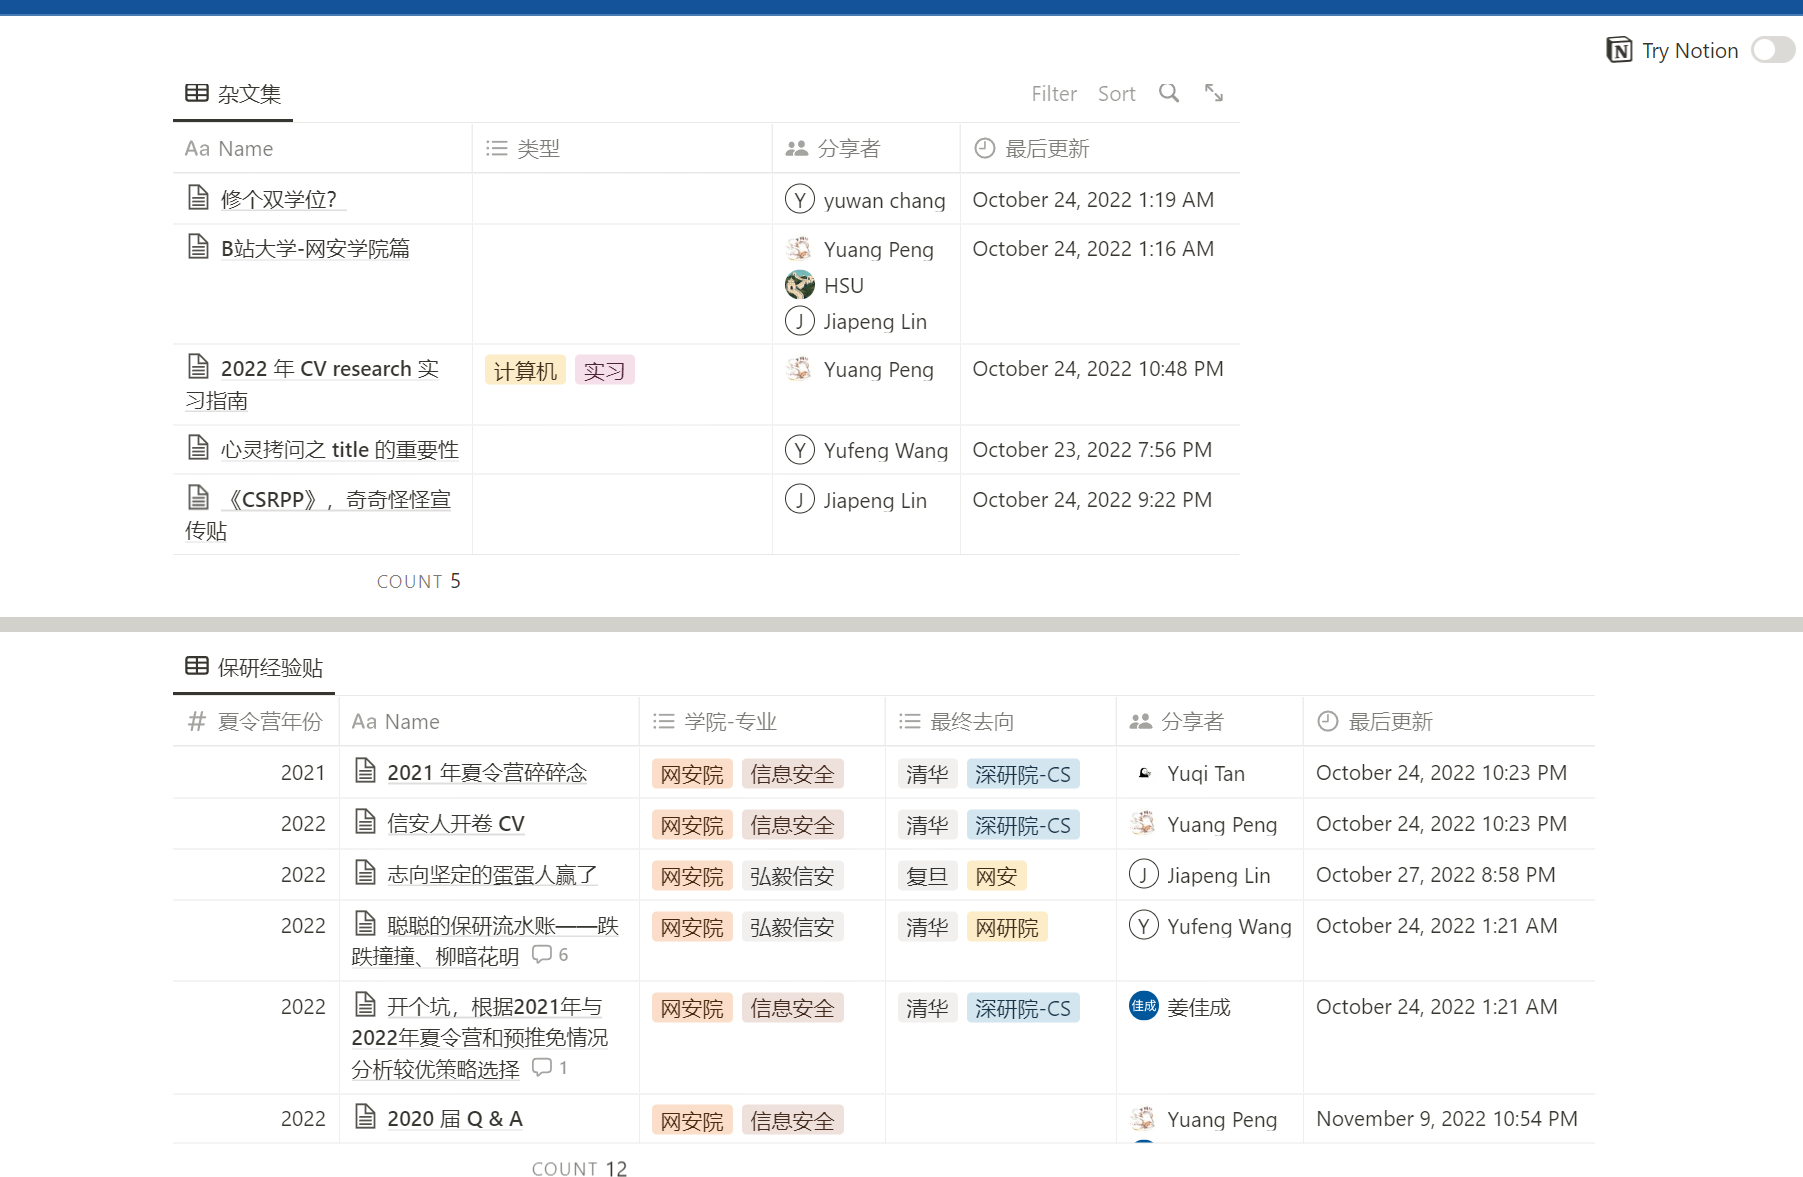 Try Notion
杂文集
Filter Sort
Aa Name 类型 分享者 最后更新
修个双学位？ Y yuwan chang October 24, 2022 1:19 AM
B站大学-网安学院篇 Yuang Peng October 24, 2022 1:16 AM
HSU
J Jiapeng Lin
2022 年 CV research 实 计算机 实习 Yuang Peng October 24, 2022 10:48 PM
习指南
心灵拷问之 title 的重要性 Y Yufeng Wang October 23, 2022 7:56 PM
《CSRPP》，奇奇怪怪宣 J Jiapeng Lin October 24, 2022 9:22 PM
传贴
COUNT 5
保研经验贴
# 夏令营年份 Aa Name 学院-专业 最终去向 分享者 最后更新
2021 2021 年夏令营碎碎念 网安院 信息安全 清华 深研院-CS Yuqi Tan October 24, 2022 10:23 PM
2022 信安人开卷 CV 网安院 信息安全 清华 深研院-CS Yuang Peng October 24, 2022 10:23 PM
2022 志向坚定的蛋蛋人赢了 网安院 弘毅信安 复旦 网安 J Jiapeng Lin October 27, 2022 8:58 PM
2022 聪聪的保研流水账——跌 网安院 弘毅信安 清华 网研院 Y Yufeng Wang October 24, 2022 1:21 AM
跌撞撞、柳暗花明 6
2022 开个坑，根据2021年与 网安院 信息安全 清华 深研院-CS 佳成 姜佳成 October 24, 2022 1:21 AM
2022年夏令营和预推免情况
分析较优策略选择 1
2022 2020 届 Q & A 网安院 信息安全 Yuang Peng November 9, 2022 10:54 PM
COUNT 12